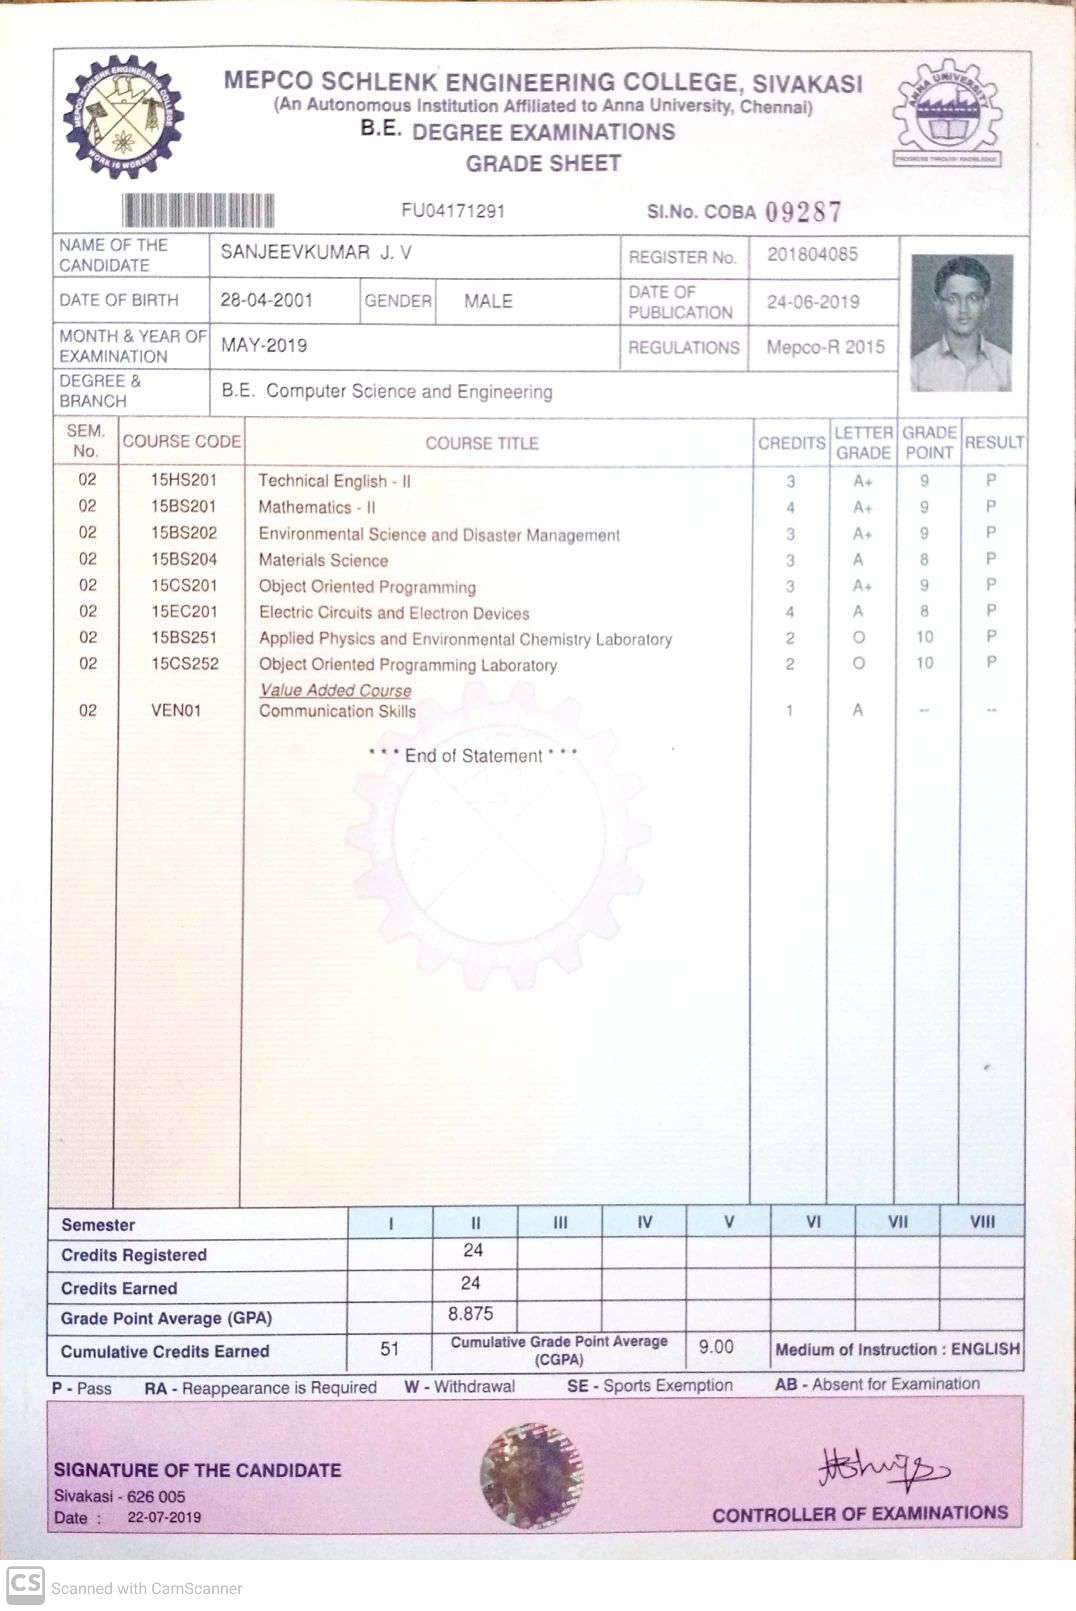 MEPCO SCHLENK ENGINEERING COLLEGE
WORK IS WORSHIP
MEPCO SCHLENK ENGINEERING COLLEGE, SIVAKASI
(An Autonomous Institution Affiliated to Anna University, Chennai)
B.E. DEGREE EXAMINATIONS
GRADE SHEET
ANNA UNIVERSITY
PROGRESS THROUGH KNOWLEDGE
FU04171291 SI.No. COBA 09287
NAME OF THE CANDIDATE SANJEEVKUMAR J. V REGISTER No. 201804085
DATE OF BIRTH 28-04-2001 GENDER MALE DATE OF PUBLICATION 24-06-2019
MONTH & YEAR OF EXAMINATION MAY-2019 REGULATIONS Mepco-R 2015
DEGREE & BRANCH B.E. Computer Science and Engineering
SEM. No. COURSE CODE COURSE TITLE CREDITS LETTER GRADE GRADE POINT RESULT
02 15HS201 Technical English - II 3 A+ 9 P
02 15BS201 Mathematics - II 4 A+ 9 P
02 15BS202 Environmental Science and Disaster Management 3 A+ 9 P
02 15BS204 Materials Science 3 A 8 P
02 15CS201 Object Oriented Programming 3 A+ 9 P
02 15EC201 Electric Circuits and Electron Devices 4 A 8 P
02 15BS251 Applied Physics and Environmental Chemistry Laboratory 2 O 10 P
02 15CS252 Object Oriented Programming Laboratory 2 O 10 P
Value Added Course
02 VEN01 Communication Skills 1 A -- --
* * * End of Statement * * *
Semester I II III IV V VI VII VIII
Credits Registered 24
Credits Earned 24
Grade Point Average (GPA) 8.875
Cumulative Credits Earned 51 Cumulative Grade Point Average (CGPA) 9.00 Medium of Instruction : ENGLISH
P - Pass RA - Reappearance is Required W - Withdrawal SE - Sports Exemption AB - Absent for Examination
SIGNATURE OF THE CANDIDATE
Sivakasi - 626 005
Date : 22-07-2019
CONTROLLER OF EXAMINATIONS
CS Scanned with CamScanner